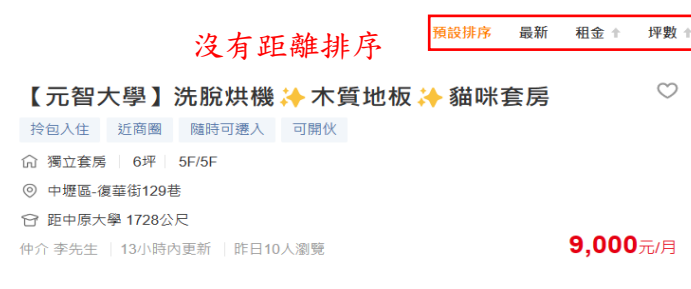 預設排序 最新 租金 坪數
沒有距離排序
【元智大學】洗脫烘機✨木質地板✨貓咪套房
拎包入住 近商圈 隨時可遷入 可開伙
獨立套房 6坪 5F/5F
中壢區-復華街129巷
距中原大學 1728公尺
仲介 李先生 13小時內更新 昨日10人瀏覽
9,000元/月